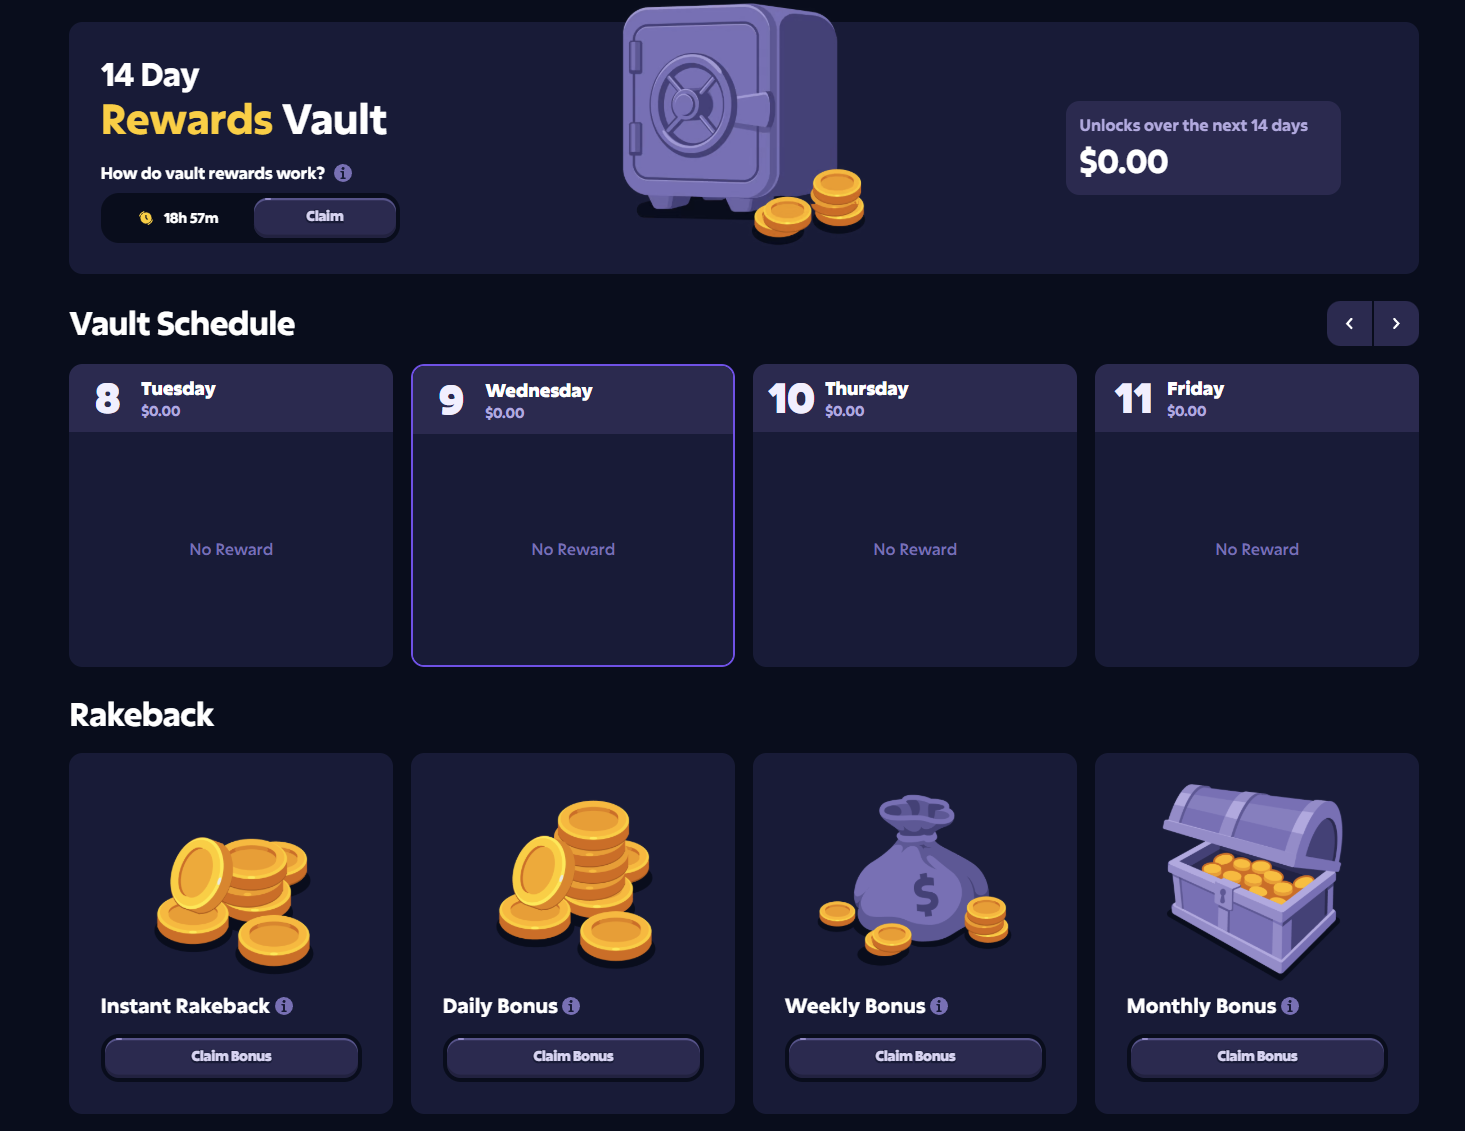 14 Day
Rewards Vault
How do vault rewards work?
18h 57m
Claim
Unlocks over the next 14 days
$0.00
Vault Schedule
8
Tuesday
$0.00
No Reward
9
Wednesday
$0.00
No Reward
10
Thursday
$0.00
No Reward
11
Friday
$0.00
No Reward
Rakeback
$
Instant Rakeback
Claim Bonus
Daily Bonus
Claim Bonus
Weekly Bonus
Claim Bonus
Monthly Bonus
Claim Bonus